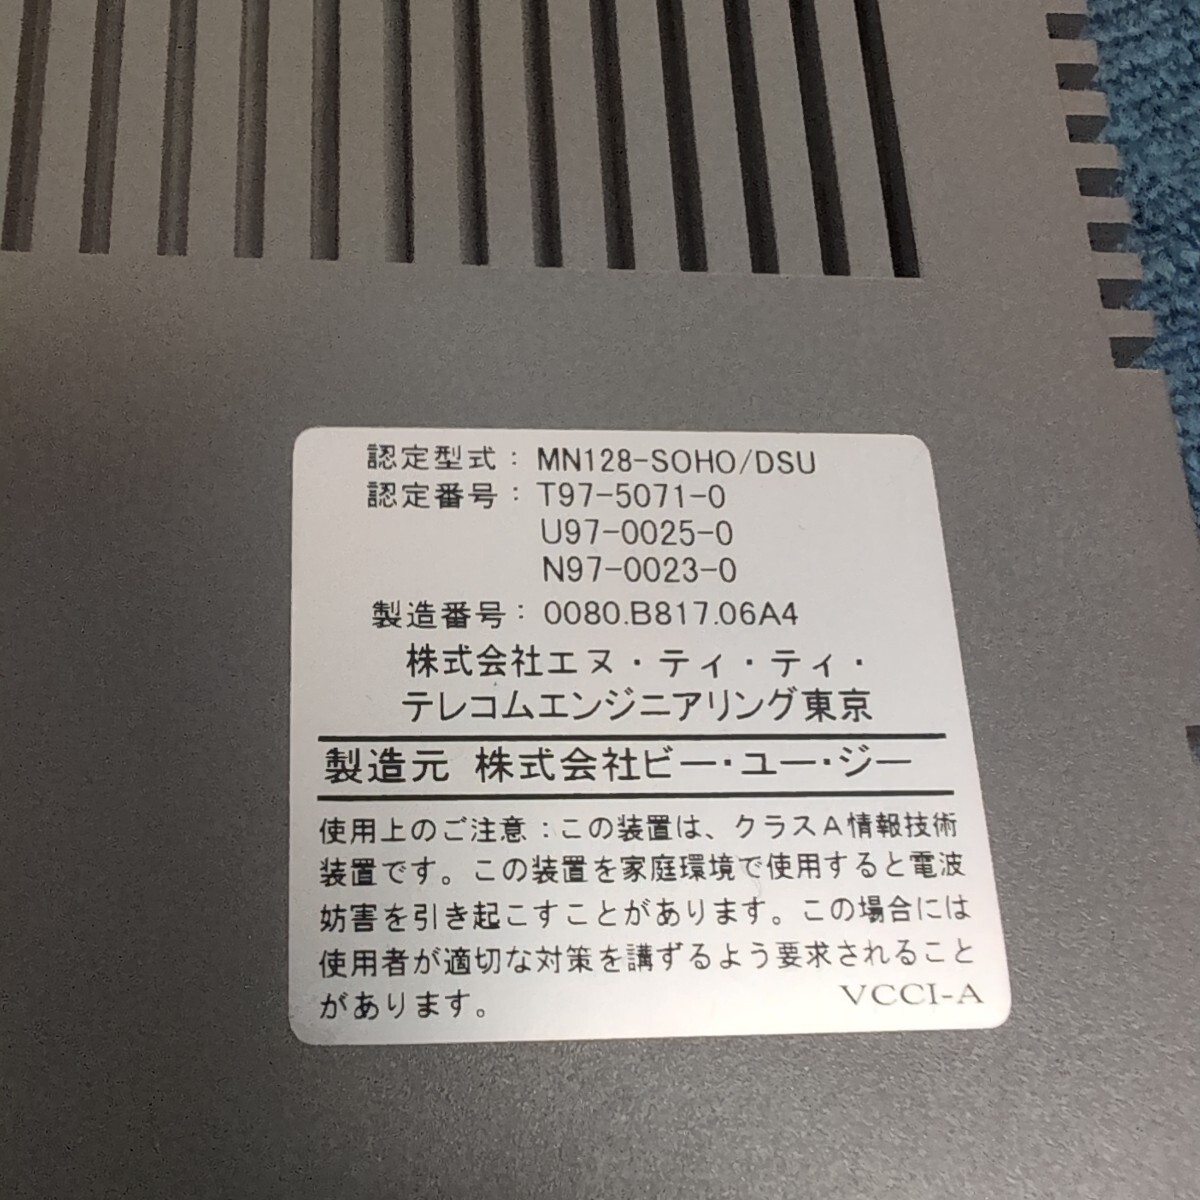 認定型式: MN128-SOHO/DSU
認定番号: T97-5071-0
U97-0025-0
N97-0023-0
製造番号: 0080.B817.06A4
株式会社エヌ・ティ・ティ・
テレコムエンジニアリング東京
製造元 株式会社ビー・ユー・ジー
使用上のご注意:この装置は、クラスA情報技術
装置です。この装置を家庭環境で使用すると電波
妨害を引き起こすことがあります。この場合には
使用者が適切な対策を講ずるよう要求されること
があります。 VCCI-A